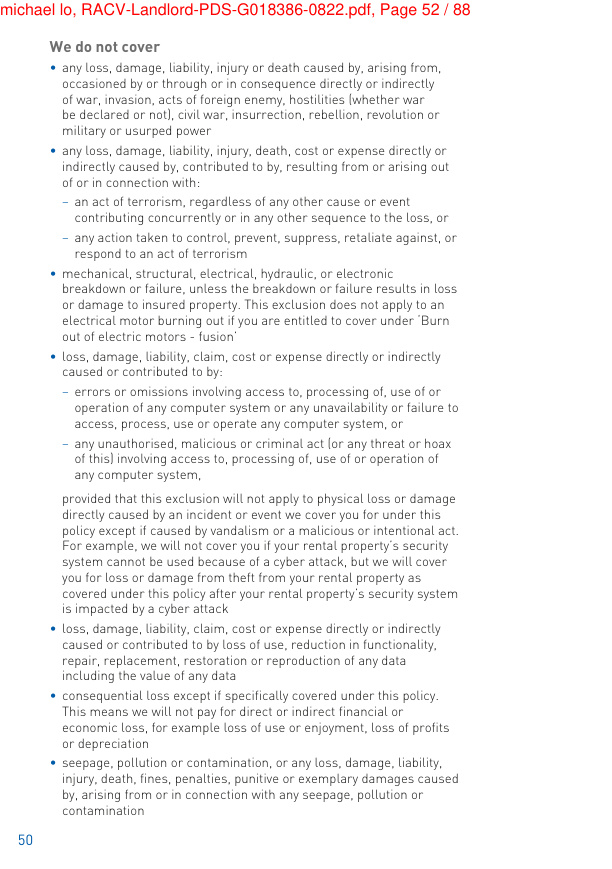 michael lo, RACV-Landlord-PDS-G018386-0822.pdf, Page 52 / 88
We do not cover
• any loss, damage, liability, injury or death caused by, arising from,
occasioned by or through or in consequence directly or indirectly
of war, invasion, acts of foreign enemy, hostilities (whether war
be declared or not), civil war, insurrection, rebellion, revolution or
military or usurped power
• any loss, damage, liability, injury, death, cost or expense directly or
indirectly caused by, contributed to by, resulting from or arising out
of or in connection with:
– an act of terrorism, regardless of any other cause or event
contributing concurrently or in any other sequence to the loss, or
– any action taken to control, prevent, suppress, retaliate against, or
respond to an act of terrorism
• mechanical, structural, electrical, hydraulic, or electronic
breakdown or failure, unless the breakdown or failure results in loss
or damage to insured property. This exclusion does not apply to an
electrical motor burning out if you are entitled to cover under 'Burn
out of electric motors - fusion'
• loss, damage, liability, claim, cost or expense directly or indirectly
caused or contributed to by:
– errors or omissions involving access to, processing of, use of or
operation of any computer system or any unavailability or failure to
access, process, use or operate any computer system, or
– any unauthorised, malicious or criminal act (or any threat or hoax
of this) involving access to, processing of, use of or operation of
any computer system,
provided that this exclusion will not apply to physical loss or damage
directly caused by an incident or event we cover you for under this
policy except if caused by vandalism or a malicious or intentional act.
For example, we will not cover you if your rental property's security
system cannot be used because of a cyber attack, but we will cover
you for loss or damage from theft from your rental property as
covered under this policy after your rental property's security system
is impacted by a cyber attack
• loss, damage, liability, claim, cost or expense directly or indirectly
caused or contributed to by loss of use, reduction in functionality,
repair, replacement, restoration or reproduction of any data
including the value of any data
• consequential loss except if specifically covered under this policy.
This means we will not pay for direct or indirect financial or
economic loss, for example loss of use or enjoyment, loss of profits
or depreciation
• seepage, pollution or contamination, or any loss, damage, liability,
injury, death, fines, penalties, punitive or exemplary damages caused
by, arising from or in connection with any seepage, pollution or
contamination
50